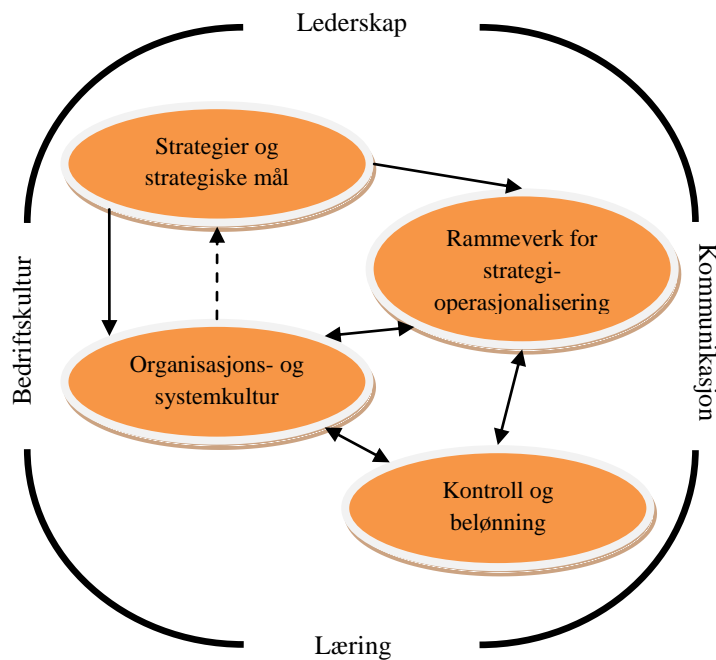 Lederskap
Strategier og
strategiske mål
Rammeverk for
strategi-
operasjonalisering
Bedriftskultur
Kommunikasjon
Organisasjons- og
systemkultur
Kontroll og
belønning
Læring